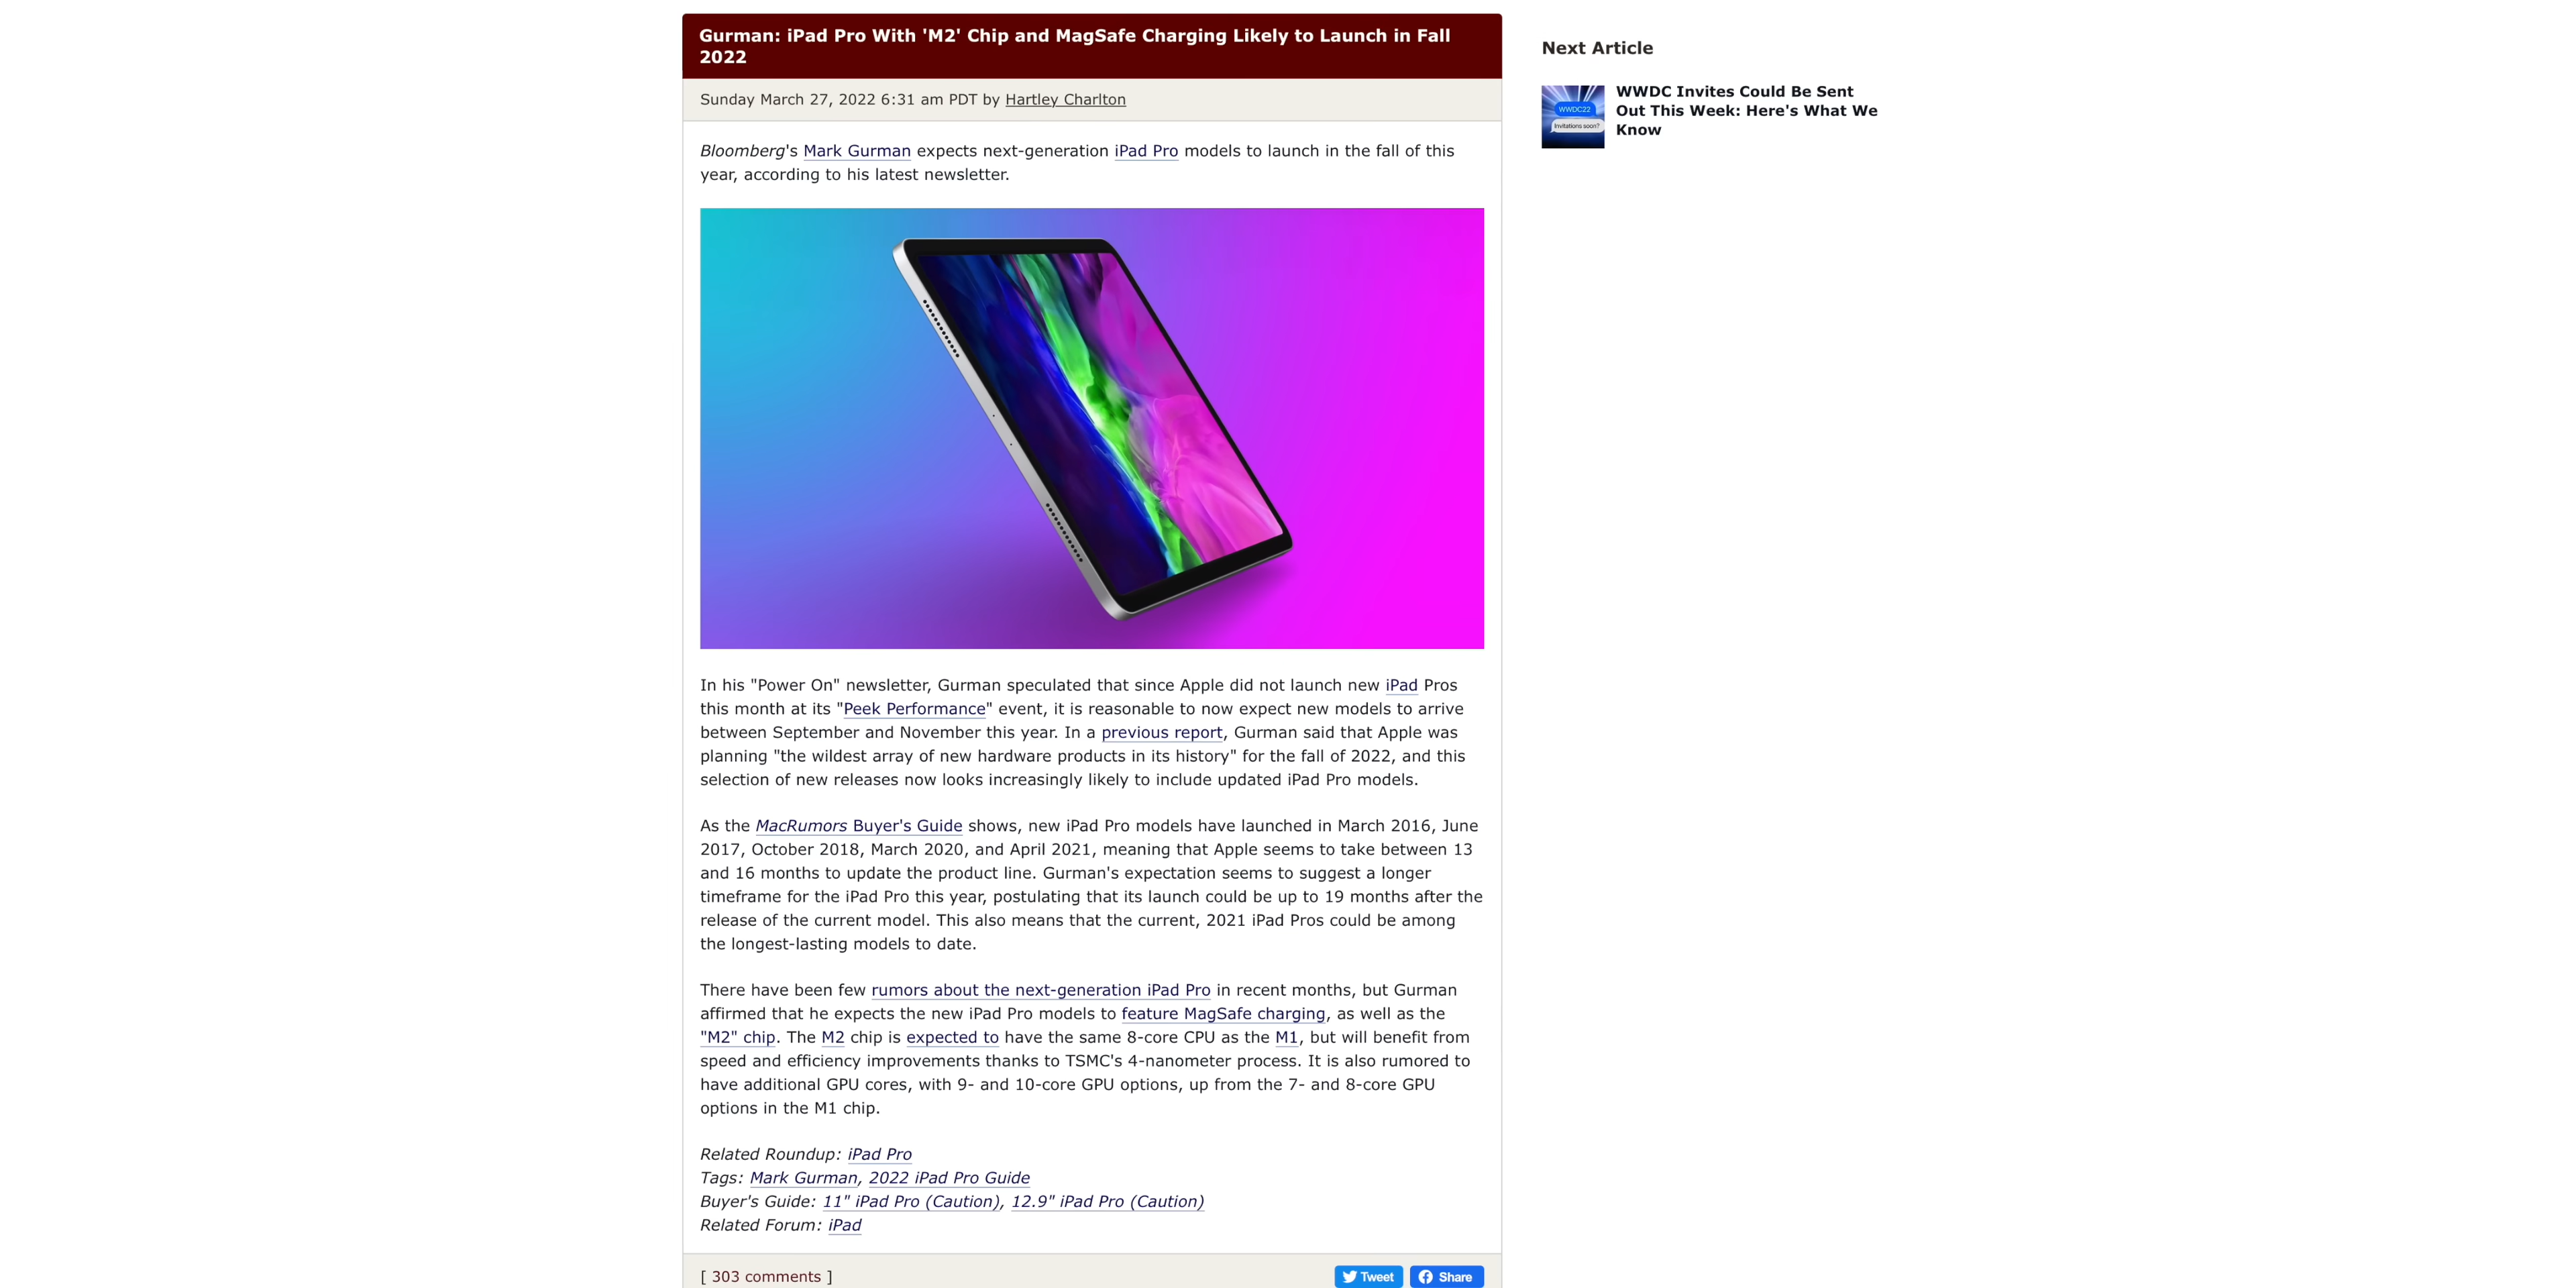 Gurman: iPad Pro With 'M2' Chip and MagSafe Charging Likely to Launch in Fall
2022
Sunday March 27, 2022 6:31 am PDT by Hartley Charlton
Bloomberg's Mark Gurman expects next-generation iPad Pro models to launch in the fall of this
year, according to his latest newsletter.
In his "Power On" newsletter, Gurman speculated that since Apple did not launch new iPad Pros
this month at its "Peek Performance" event, it is reasonable to now expect new models to arrive
between September and November this year. In a previous report, Gurman said that Apple was
planning "the wildest array of new hardware products in its history" for the fall of 2022, and this
selection of new releases now looks increasingly likely to include updated iPad Pro models.
As the MacRumors Buyer's Guide shows, new iPad Pro models have launched in March 2016, June
2017, October 2018, March 2020, and April 2021, meaning that Apple seems to take between 13
and 16 months to update the product line. Gurman's expectation seems to suggest a longer
timeframe for the iPad Pro this year, postulating that its launch could be up to 19 months after the
release of the current model. This also means that the current, 2021 iPad Pros could be among
the longest-lasting models to date.
There have been few rumors about the next-generation iPad Pro in recent months, but Gurman
affirmed that he expects the new iPad Pro models to feature MagSafe charging, as well as the
"M2" chip. The M2 chip is expected to have the same 8-core CPU as the M1, but will benefit from
speed and efficiency improvements thanks to TSMC's 4-nanometer process. It is also rumored to
have additional GPU cores, with 9- and 10-core GPU options, up from the 7- and 8-core GPU
options in the M1 chip.
Related Roundup: iPad Pro
Tags: Mark Gurman, 2022 iPad Pro Guide
Buyer's Guide: 11" iPad Pro (Caution), 12.9" iPad Pro (Caution)
Related Forum: iPad
[ 303 comments ]
Tweet
Share
Next Article
WWDC22
Invitations soon?
WWDC Invites Could Be Sent
Out This Week: Here's What We
Know